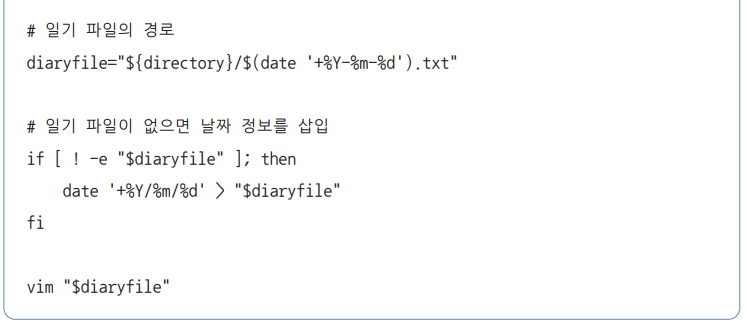 # 일기 파일의 경로
diaryfile="${directory}/$(date '+%Y-%m-%d').txt"
# 일기 파일이 없으면 날짜 정보를 삽입
if [ ! -e "$diaryfile" ]; then
    date '+%Y/%m/%d' > "$diaryfile"
fi
vim "$diaryfile"